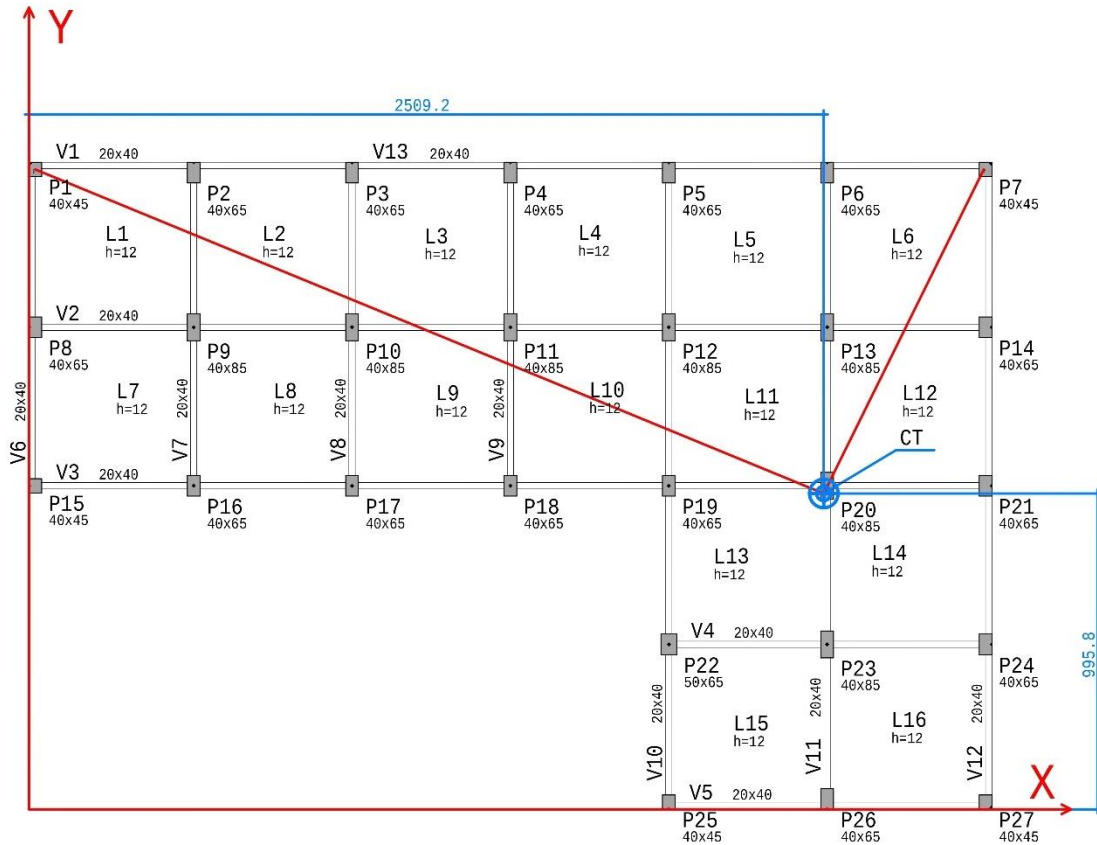 Y
2509.2
V1 20x40
V13 20x40
P1
40x45
P2
40x65
P3
40x65
P4
40x65
P5
40x65
P6
40x65
P7
40x45
L1
h=12
L2
h=12
L3
h=12
L4
h=12
L5
h=12
L6
h=12
V2 20x40
P8
40x65
P9
40x85
P10
40x85
P11
40x85
P12
40x85
P13
40x85
P14
40x65
L7
h=12
L8
h=12
L9
h=12
L10
h=12
L11
h=12
L12
h=12
V6 20x40
V7 20x40
V8 20x40
V9 20x40
CT
V3 20x40
P15
40x45
P16
40x65
P17
40x65
P18
40x65
P19
40x65
P20
40x85
P21
40x65
L13
h=12
L14
h=12
V4 20x40
P22
50x65
P23
40x85
P24
40x65
995.8
V10 20x40
L15
h=12
V11 20x40
L16
h=12
V12 20x40
X
V5 20x40
P25
40x45
P26
40x65
P27
40x45